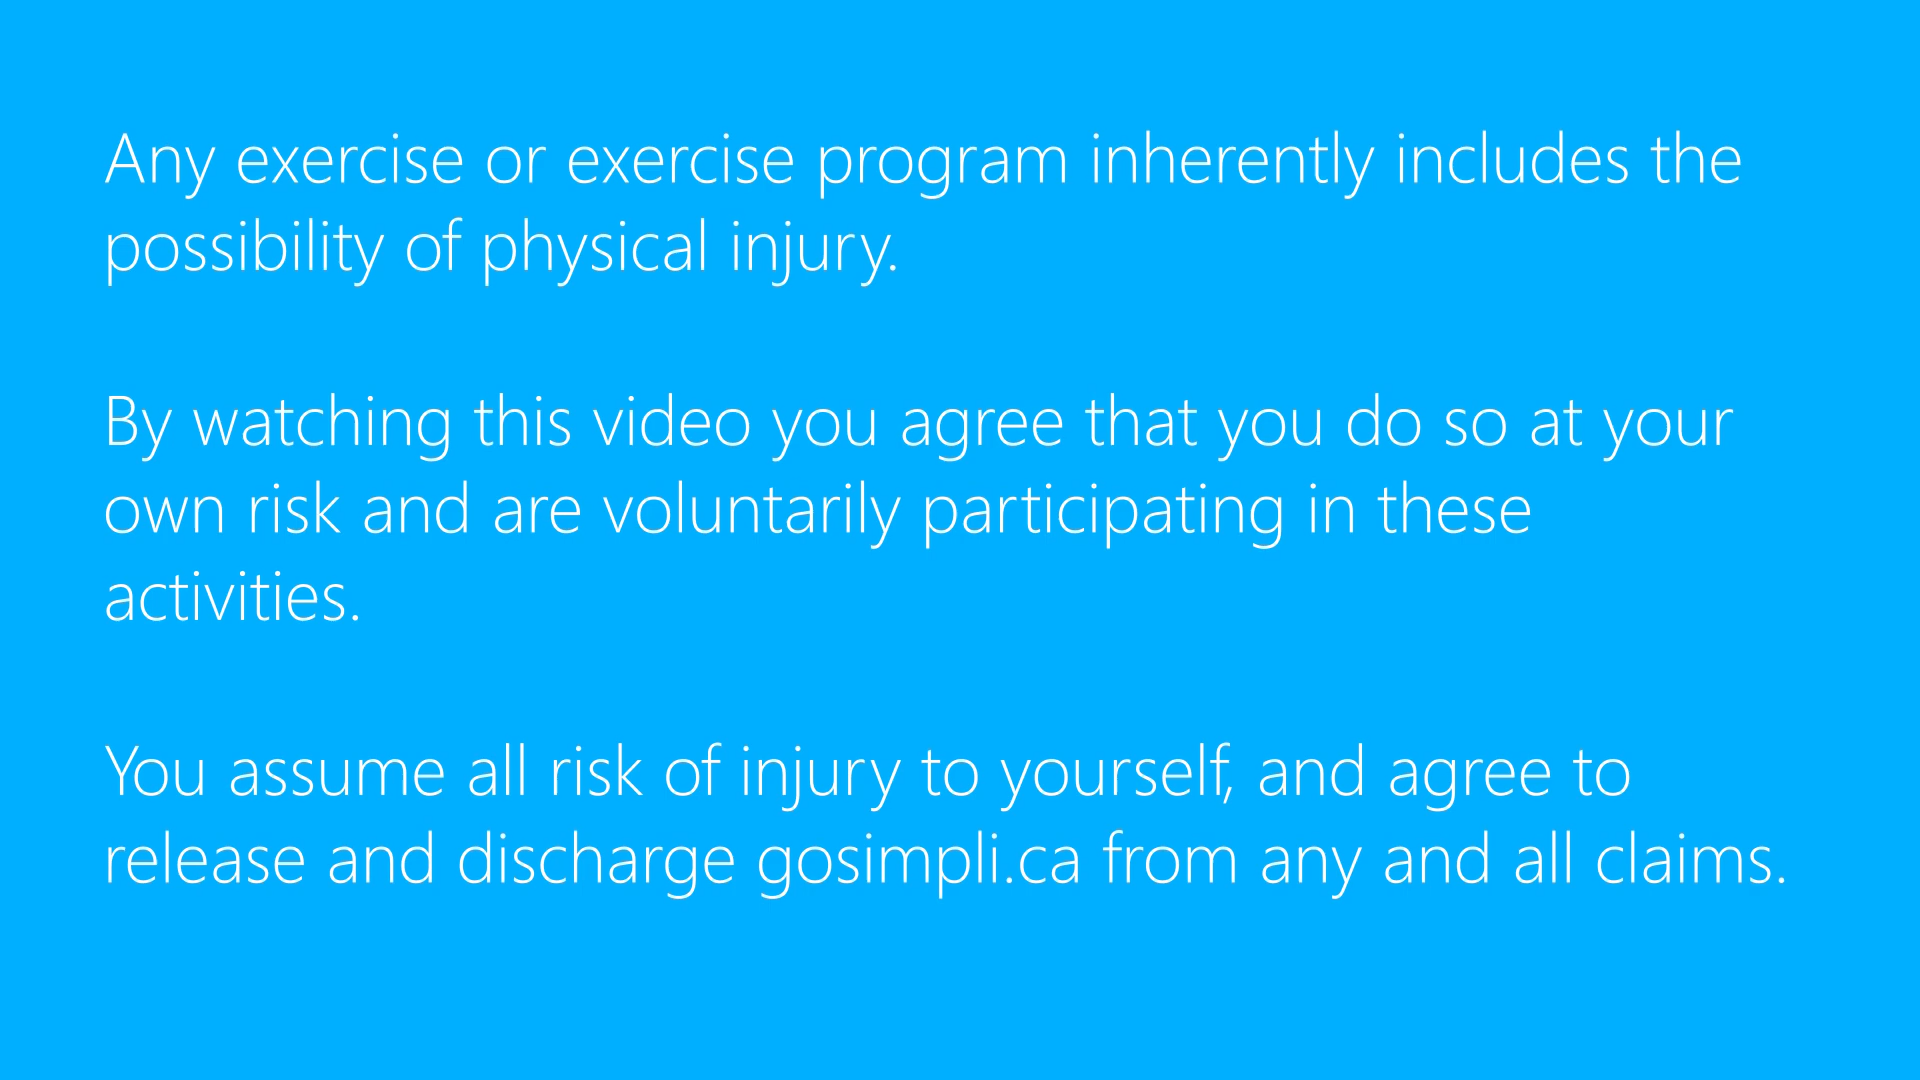 Any exercise or exercise program inherently includes the
possibility of physical injury.
By watching this video you agree that you do so at your
own risk and are voluntarily participating in these
activities.
You assume all risk of injury to yourself, and agree to
release and discharge gosimpli.ca from any and all claims.